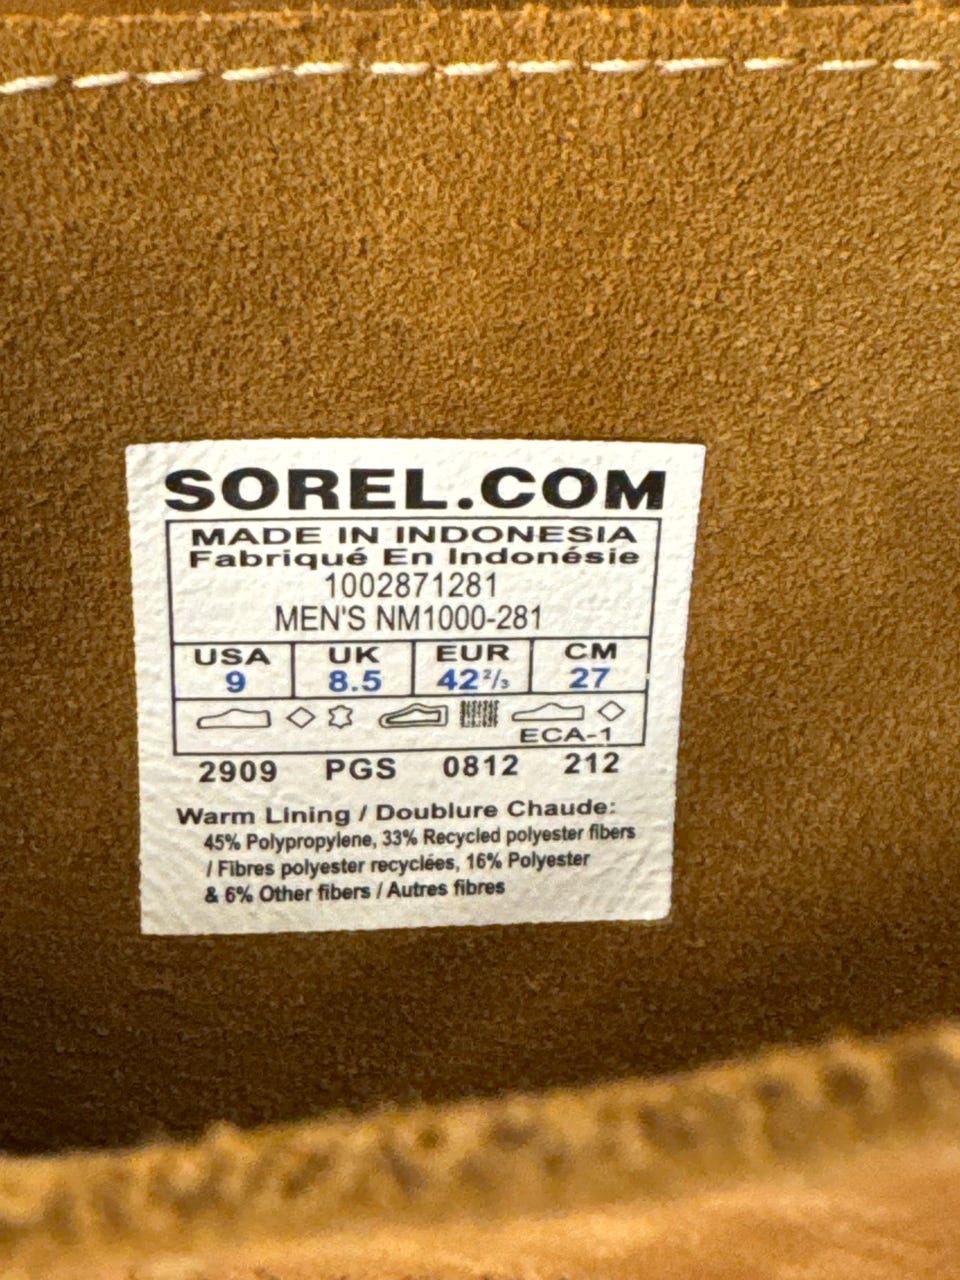 SOREL.COM
MADE IN INDONESIA
Fabriqué En Indonésie
1002871281
MEN'S NM1000-281
USA UK EUR CM
9 8.5 42⅔ 27
ECA-1
2909 PGS 0812 212
Warm Lining / Doublure Chaude:
45% Polypropylene, 33% Recycled polyester fibers
/ Fibres polyester recyclées, 16% Polyester
& 6% Other fibers / Autres fibres